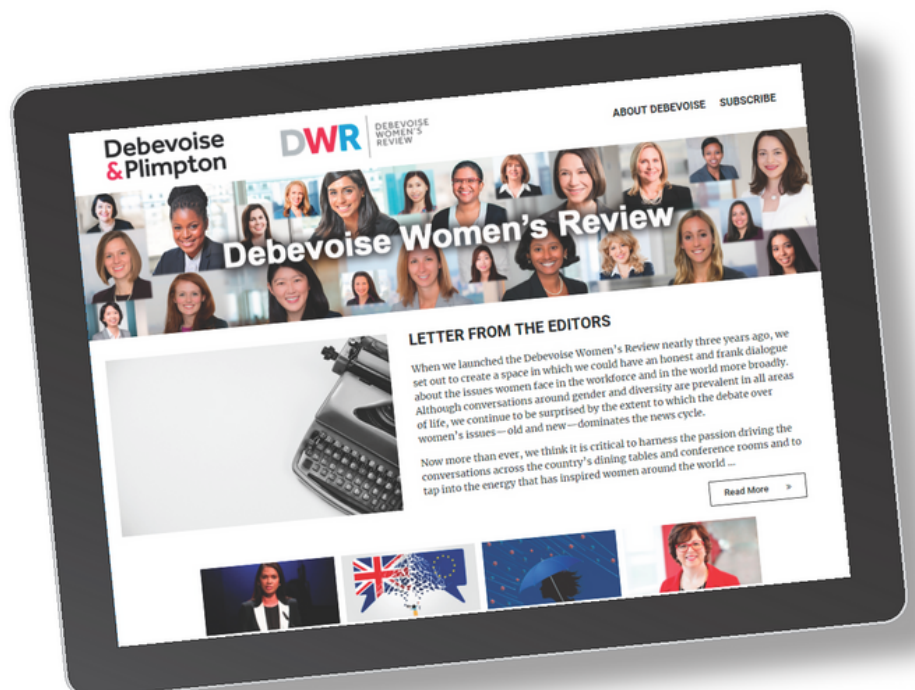 Debevoise
&Plimpton
DWR
DEBEVOISE
WOMEN'S
REVIEW
ABOUT DEBEVOISE SUBSCRIBE
Debevoise Women's Review
LETTER FROM THE EDITORS
When we launched the Debevoise Women's Review nearly three years ago, we
set out to create a space in which we could have an honest and frank dialogue
about the issues women face in the workforce and in the world more broadly.
Although conversations around gender and diversity are prevalent in all areas
of life, we continue to be surprised by the extent to which the debate over
women's issues—old and new—dominates the news cycle.
Now more than ever, we think it is critical to harness the passion driving the
conversations across the country's dining tables and conference rooms and to
tap into the energy that has inspired women around the world ...
Read More »